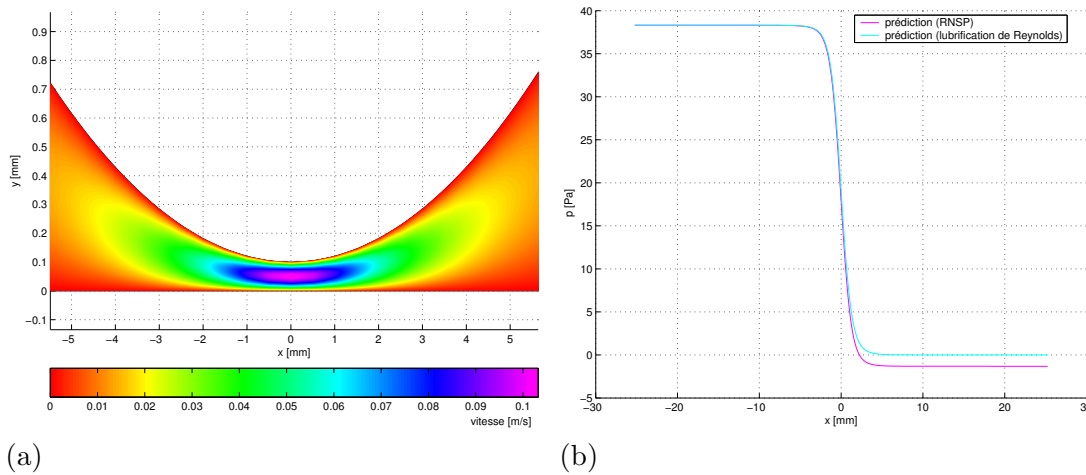 0.9
0.8
0.7
0.6
0.5
0.4
0.3
0.2
0.1
0
−0.1
y [mm]
−5 −4 −3 −2 −1 0 1 2 3 4 5
x [mm]
0 0.01 0.02 0.03 0.04 0.05 0.06 0.07 0.08 0.09 0.1
vitesse [m/s]
(a)
40
35
30
25
20
15
10
5
0
−5
p [Pa]
prédiction (RNSP)
prédiction (lubrification de Reynolds)
−30 −20 −10 0 10 20 30
x [mm]
(b)